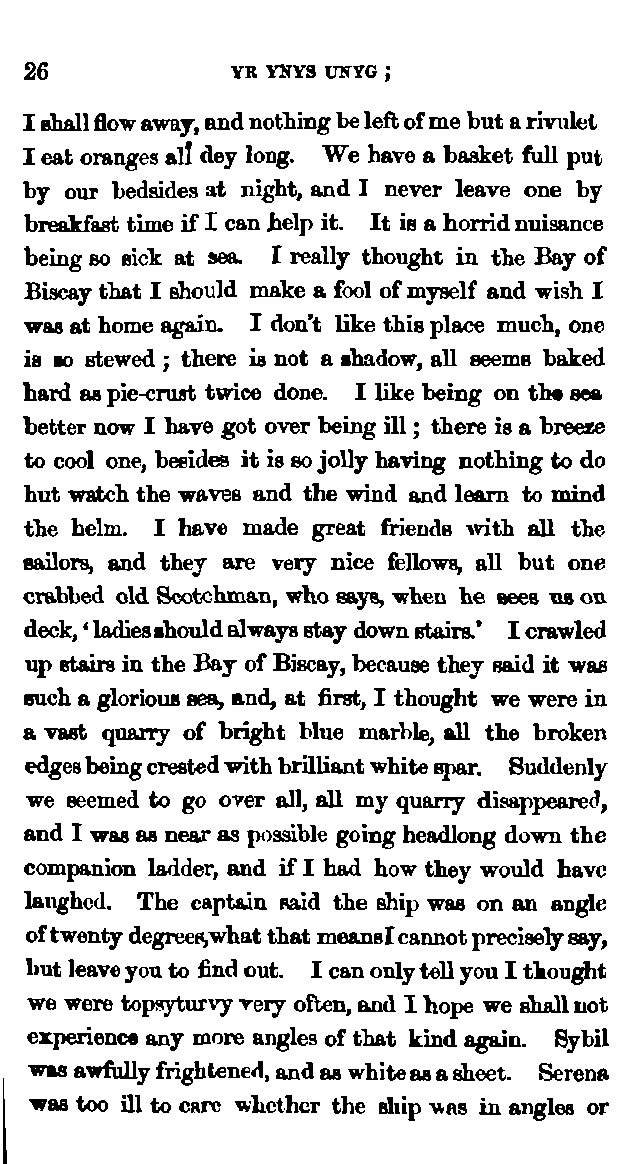 26 YR YNYS UNYG ;
I shall flow away, and nothing be left of me but a rivulet
I eat oranges all dey long. We have a basket full put
by our bedsides at night, and I never leave one by
breakfast time if I can help it. It is a horrid nuisance
being so sick at sea. I really thought in the Bay of
Biscay that I should make a fool of myself and wish I
was at home again. I don't like this place much, one
is so stewed ; there is not a shadow, all seems baked
hard as pie-crust twice done. I like being on the sea
better now I have got over being ill ; there is a breeze
to cool one, besides it is so jolly having nothing to do
hut watch the waves and the wind and learn to mind
the helm. I have made great friends with all the
sailors, and they are very nice fellows, all but one
crabbed old Scotchman, who says, when he sees us on
deck, ‘ladies should always stay down stairs.’ I crawled
up stairs in the Bay of Biscay, because they said it was
such a glorious sea, and, at first, I thought we were in
a vast quarry of bright blue marble, all the broken
edges being crested with brilliant white spar. Suddenly
we seemed to go over all, all my quarry disappeared,
and I was as near as possible going headlong down the
companion ladder, and if I had how they would have
laughed. The captain said the ship was on an angle
of twenty degrees, what that means I cannot precisely say,
but leave you to find out. I can only tell you I thought
we were topsyturvy very often, and I hope we shall not
experience any more angles of that kind again. Sybil
was awfully frightened, and as white as a sheet. Serena
was too ill to care whether the ship was in angles or